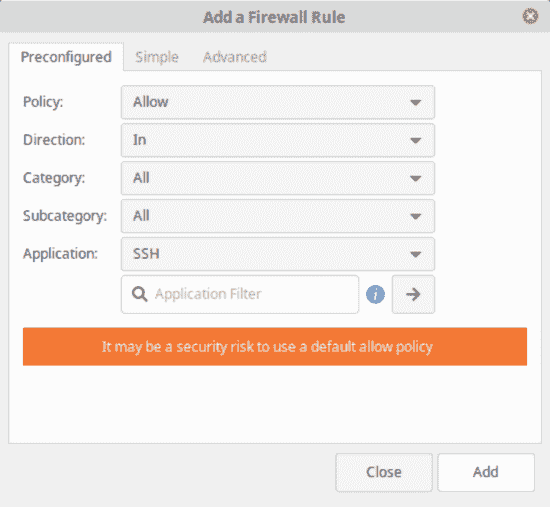 Add a Firewall Rule
Preconfigured Simple Advanced
Policy: Allow
Direction: In
Category: All
Subcategory: All
Application: SSH
Application Filter
It may be a security risk to use a default allow policy
Close Add